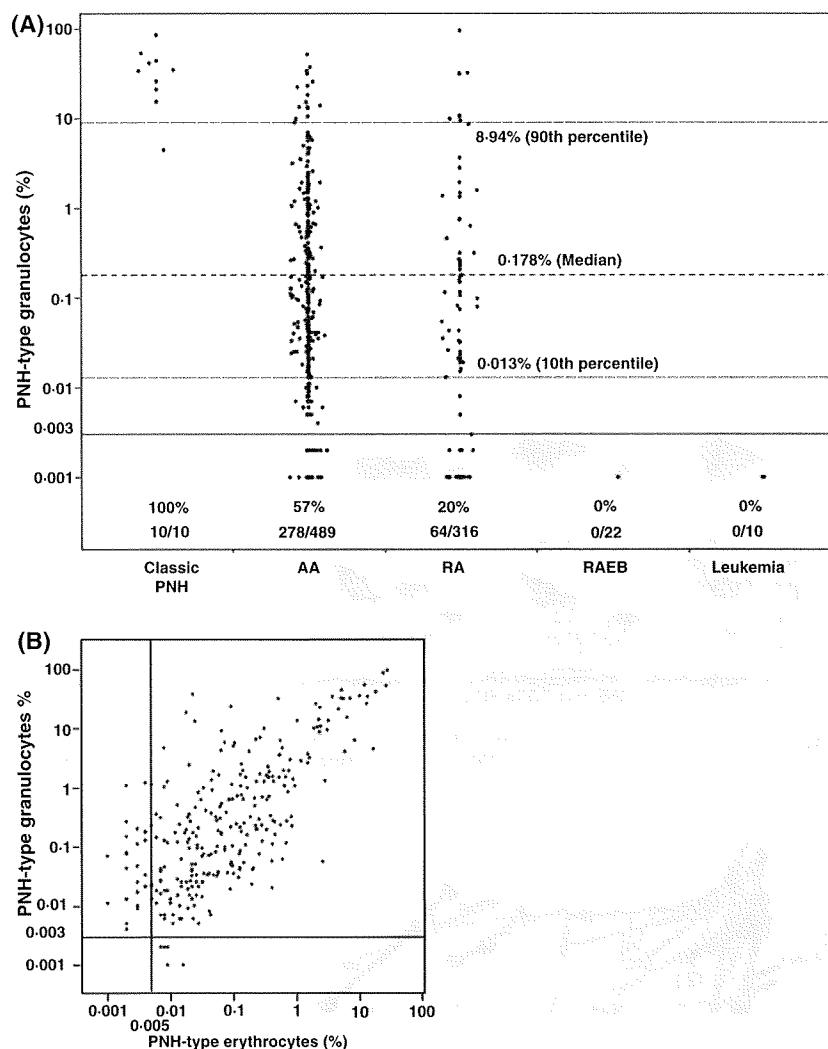 (A)
100
10
1
0·1
0·01
0·003
0·001
PNH-type granulocytes (%)
8·94% (90th percentile)
0·178% (Median)
0·013% (10th percentile)
100% 57% 20% 0% 0%
10/10 278/489 64/316 0/22 0/10
Classic PNH AA RA RAEB Leukemia
(B)
100
10
1
0·1
0·01
0·003
0·001
PNH-type granulocytes %
0·001 0·01 0·1 1 10 100
0·005
PNH-type erythrocytes (%)